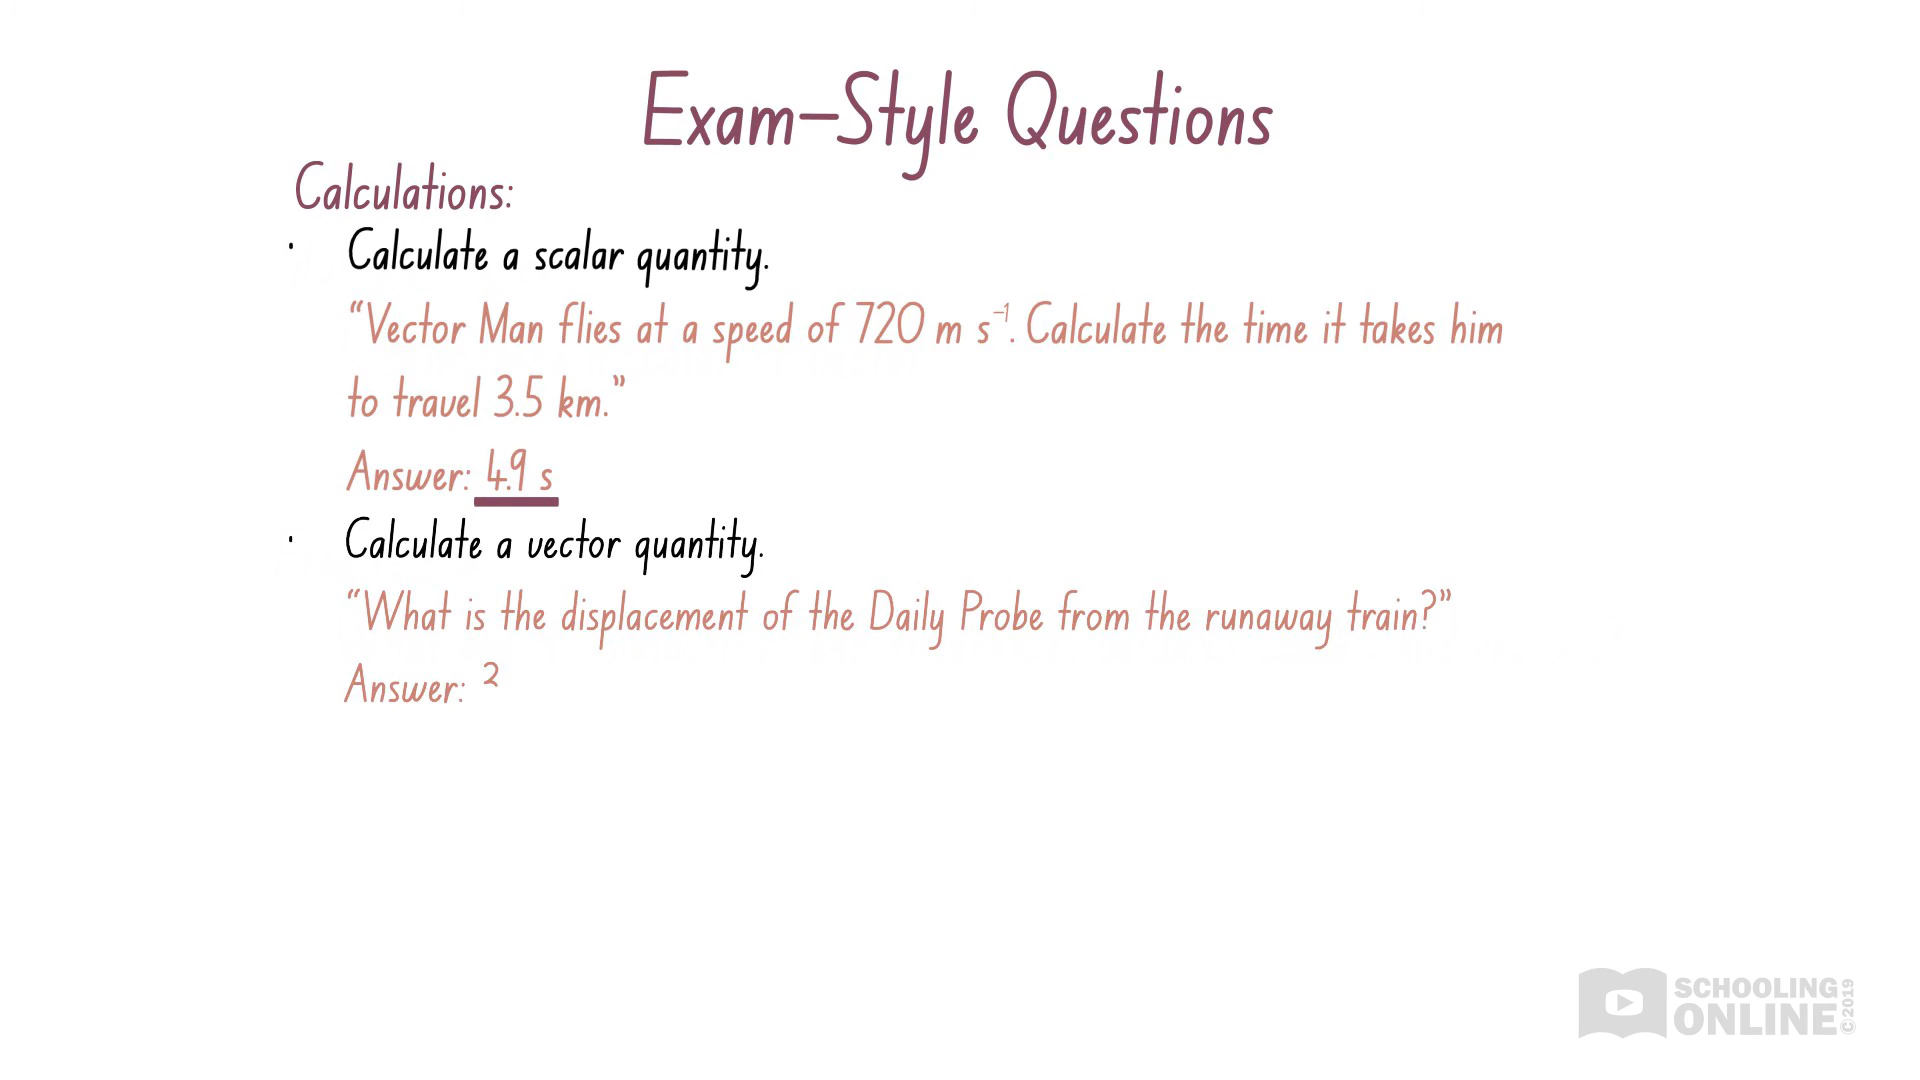 Exam-Style Questions
Calculations:
· Calculate a scalar quantity.
“Vector Man flies at a speed of 720 m s⁻¹. Calculate the time it takes him
to travel 3.5 km.”
Answer: 4.9 s
· Calculate a vector quantity.
“What is the displacement of the Daily Probe from the runaway train?”
Answer: 2
SCHOOLING
ONLINE
©2019